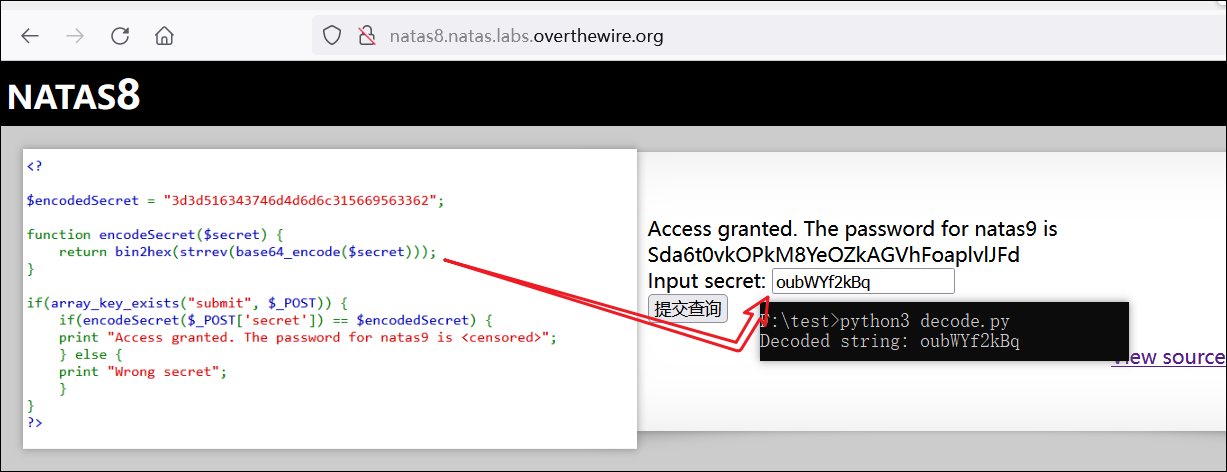 natas8.natas.labs.overthewire.org
NATAS8
<?
$encodedSecret = "3d3d516343746d4d6d6c315669563362";
function encodeSecret($secret) {
return bin2hex(strrev(base64_encode($secret)));
}
if(array_key_exists("submit", $_POST)) {
if(encodeSecret($_POST['secret']) == $encodedSecret) {
print "Access granted. The password for natas9 is <censored>";
} else {
print "Wrong secret";
}
}
?>
Access granted. The password for natas9 is
Sda6t0vkOPkM8YeOZkAGVhFoaplvlJFd
Input secret: oubWYf2kBq
提交查询
:\test>python3 decode.py
Decoded string: oubWYf2kBq
View source